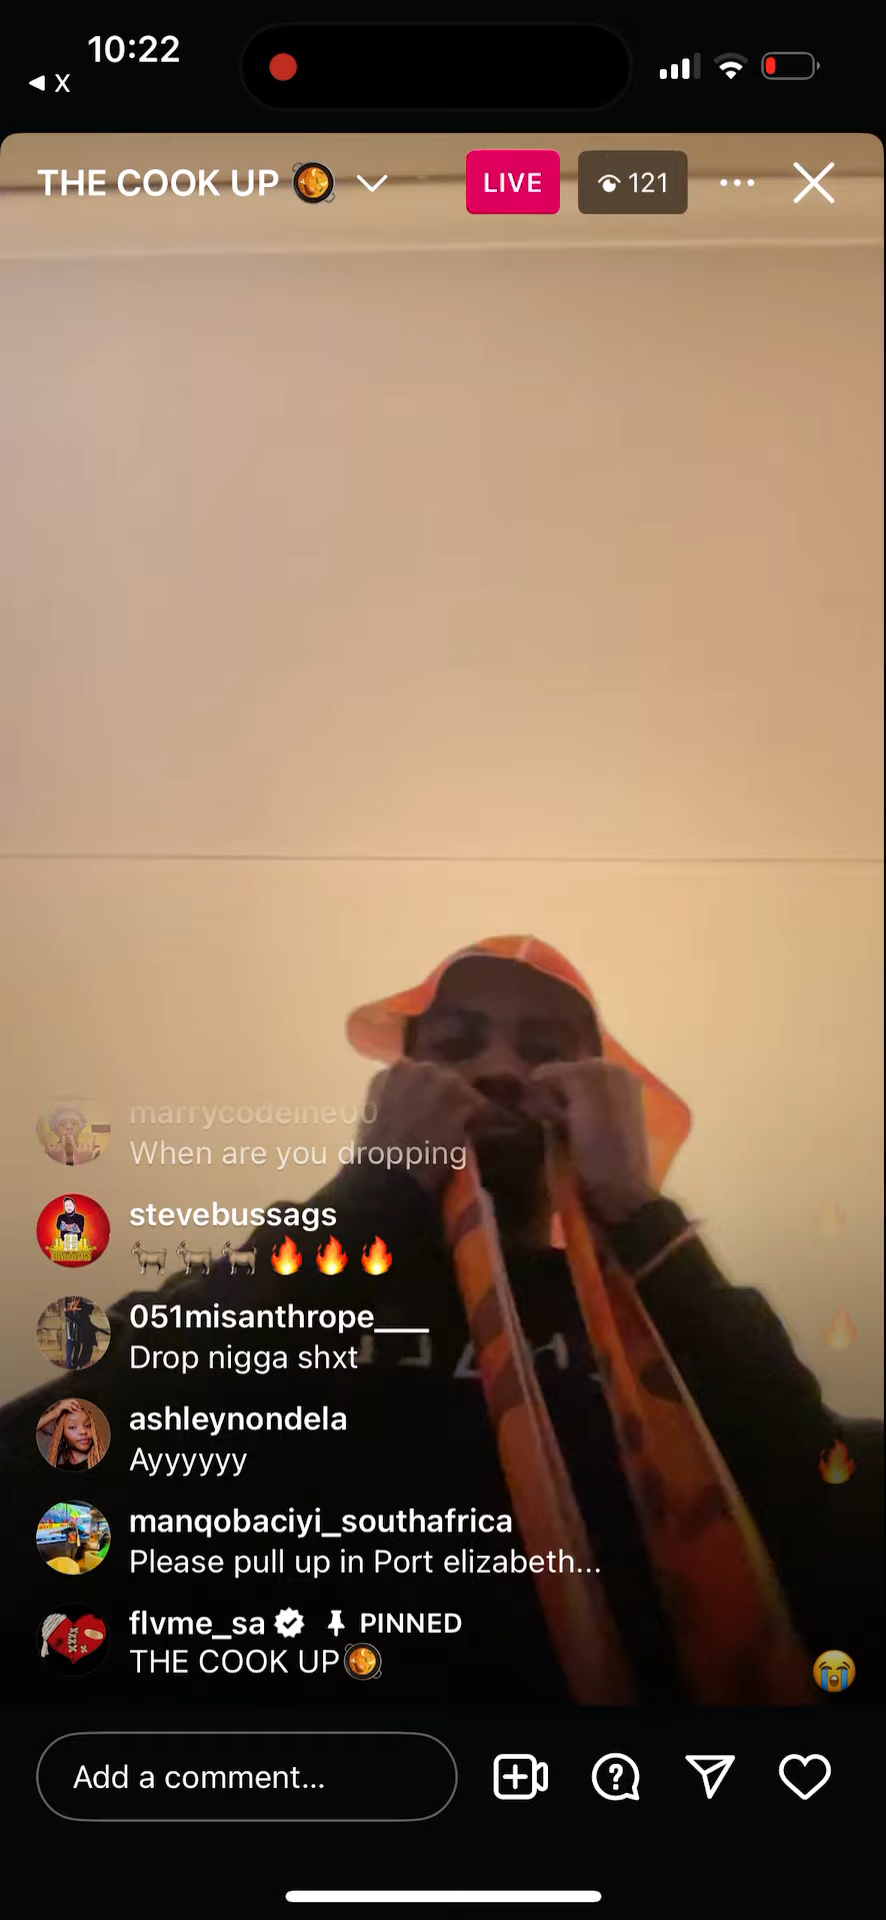 10:22
X
THE COOK UP
LIVE
121
marrycodeine00
When are you dropping
stevebussags
051misanthrope___
Drop nigga shxt
ashleynondela
Ayyyyyy
manqobaciyi_southafrica
Please pull up in Port elizabeth...
flvme_sa PINNED
THE COOK UP
Add a comment...